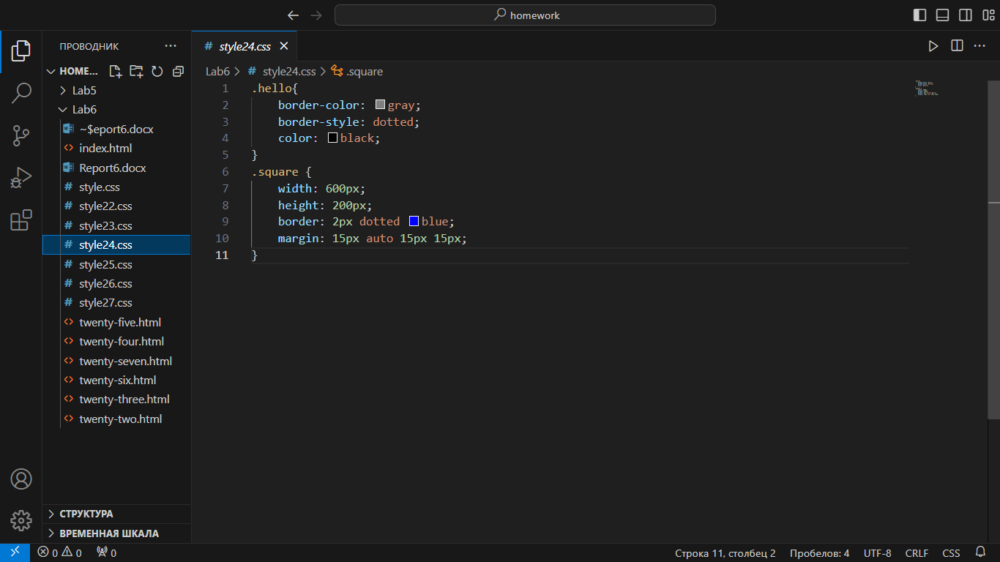 homework
ПРОВОДНИК
HOME...
Lab5
Lab6
~$eport6.docx
index.html
Report6.docx
style.css
style22.css
style23.css
style24.css
style25.css
style26.css
style27.css
twenty-five.html
twenty-four.html
twenty-seven.html
twenty-six.html
twenty-three.html
twenty-two.html
СТРУКТУРА
ВРЕМЕННАЯ ШКАЛА
# style24.css
Lab6 > # style24.css > .square
1 .hello{
2 border-color: gray;
3 border-style: dotted;
4 color: black;
5 }
6 .square {
7 width: 600px;
8 height: 200px;
9 border: 2px dotted blue;
10 margin: 15px auto 15px 15px;
11 }
0 0 0
Строка 11, столбец 2 Пробелов: 4 UTF-8 CRLF CSS